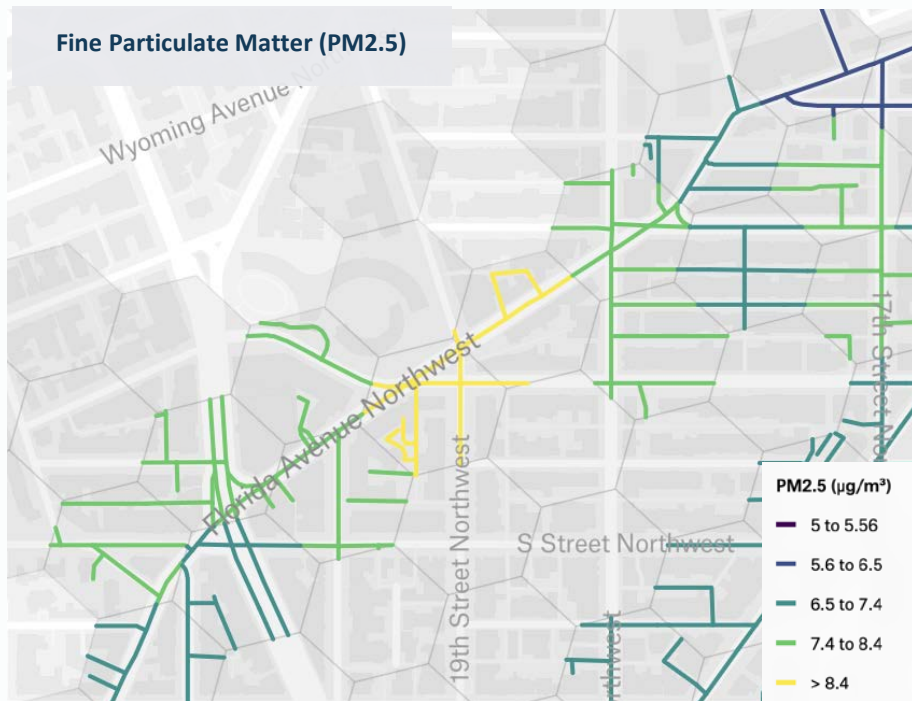 Fine Particulate Matter (PM2.5)
Wyoming Avenue
Florida Avenue Northwest
19th Street Northwest
S Street Northwest
17th Street
PM2.5 (µg/m³)
5 to 5.56
5.6 to 6.5
6.5 to 7.4
7.4 to 8.4
> 8.4